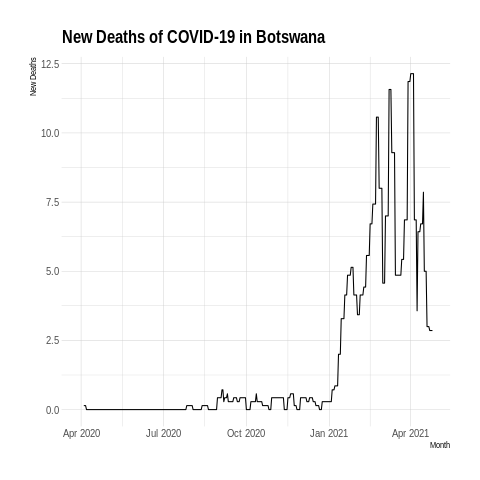 New Deaths of COVID-19 in Botswana
New Deaths
12.5
10.0
7.5
5.0
2.5
0.0
Apr 2020 Jul 2020 Oct 2020 Jan 2021 Apr 2021
Month